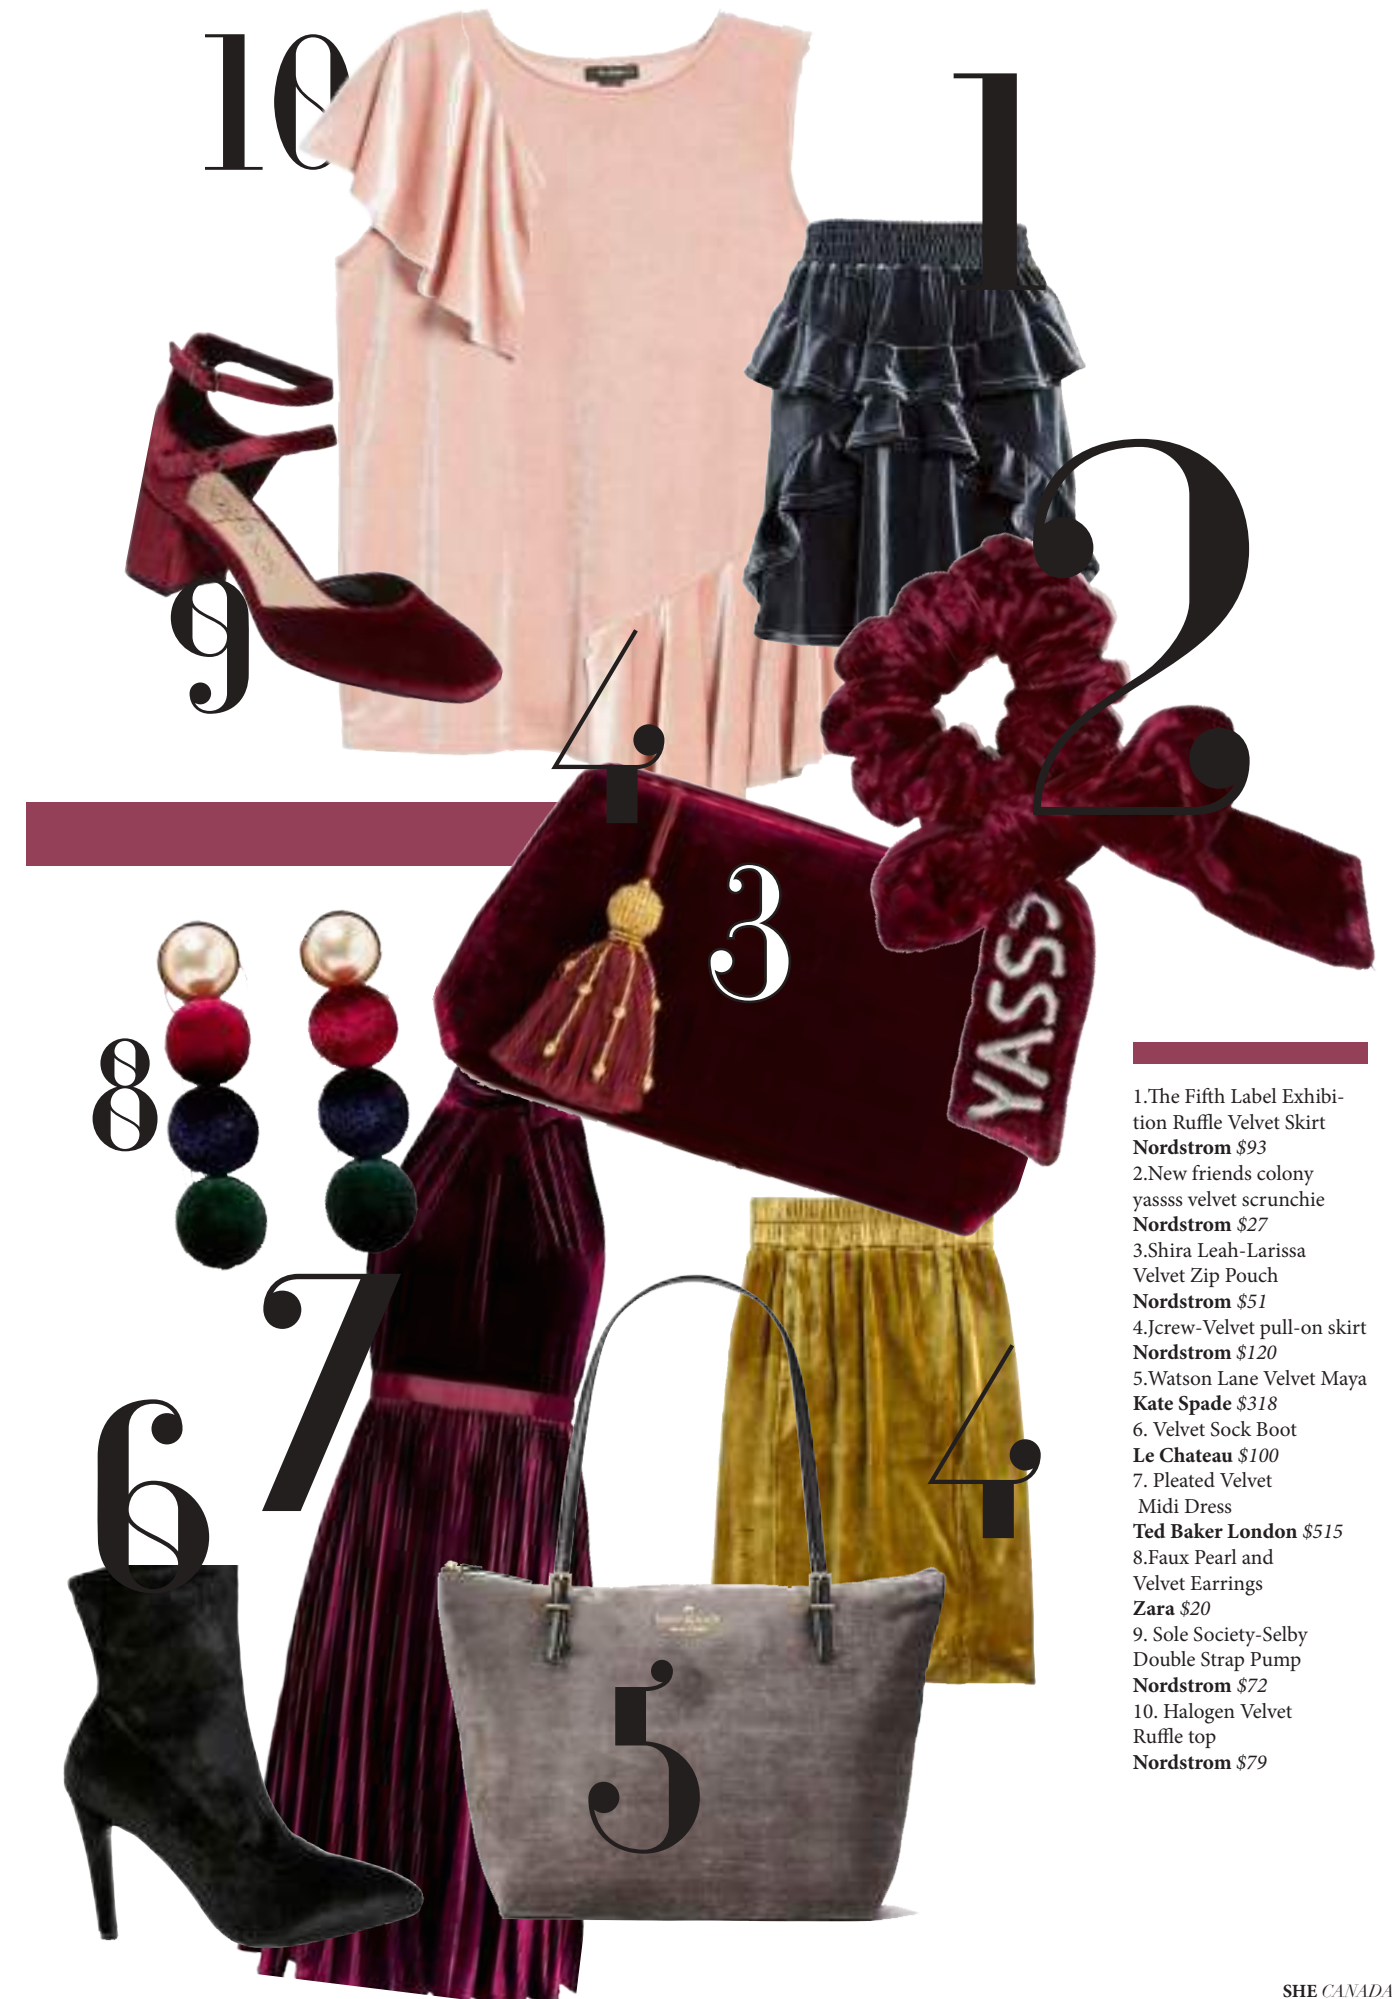 10
1
2
9
4
3
YASSS
8
7
4
6
5
1.The Fifth Label Exhibi-
tion Ruffle Velvet Skirt
Nordstrom $93
2.New friends colony
yassss velvet scrunchie
Nordstrom $27
3.Shira Leah-Larissa
Velvet Zip Pouch
Nordstrom $51
4.Jcrew-Velvet pull-on skirt
Nordstrom $120
5.Watson Lane Velvet Maya
Kate Spade $318
6. Velvet Sock Boot
Le Chateau $100
7. Pleated Velvet
Midi Dress
Ted Baker London $515
8.Faux Pearl and
Velvet Earrings
Zara $20
9. Sole Society-Selby
Double Strap Pump
Nordstrom $72
10. Halogen Velvet
Ruffle top
Nordstrom $79
SHE CANADA